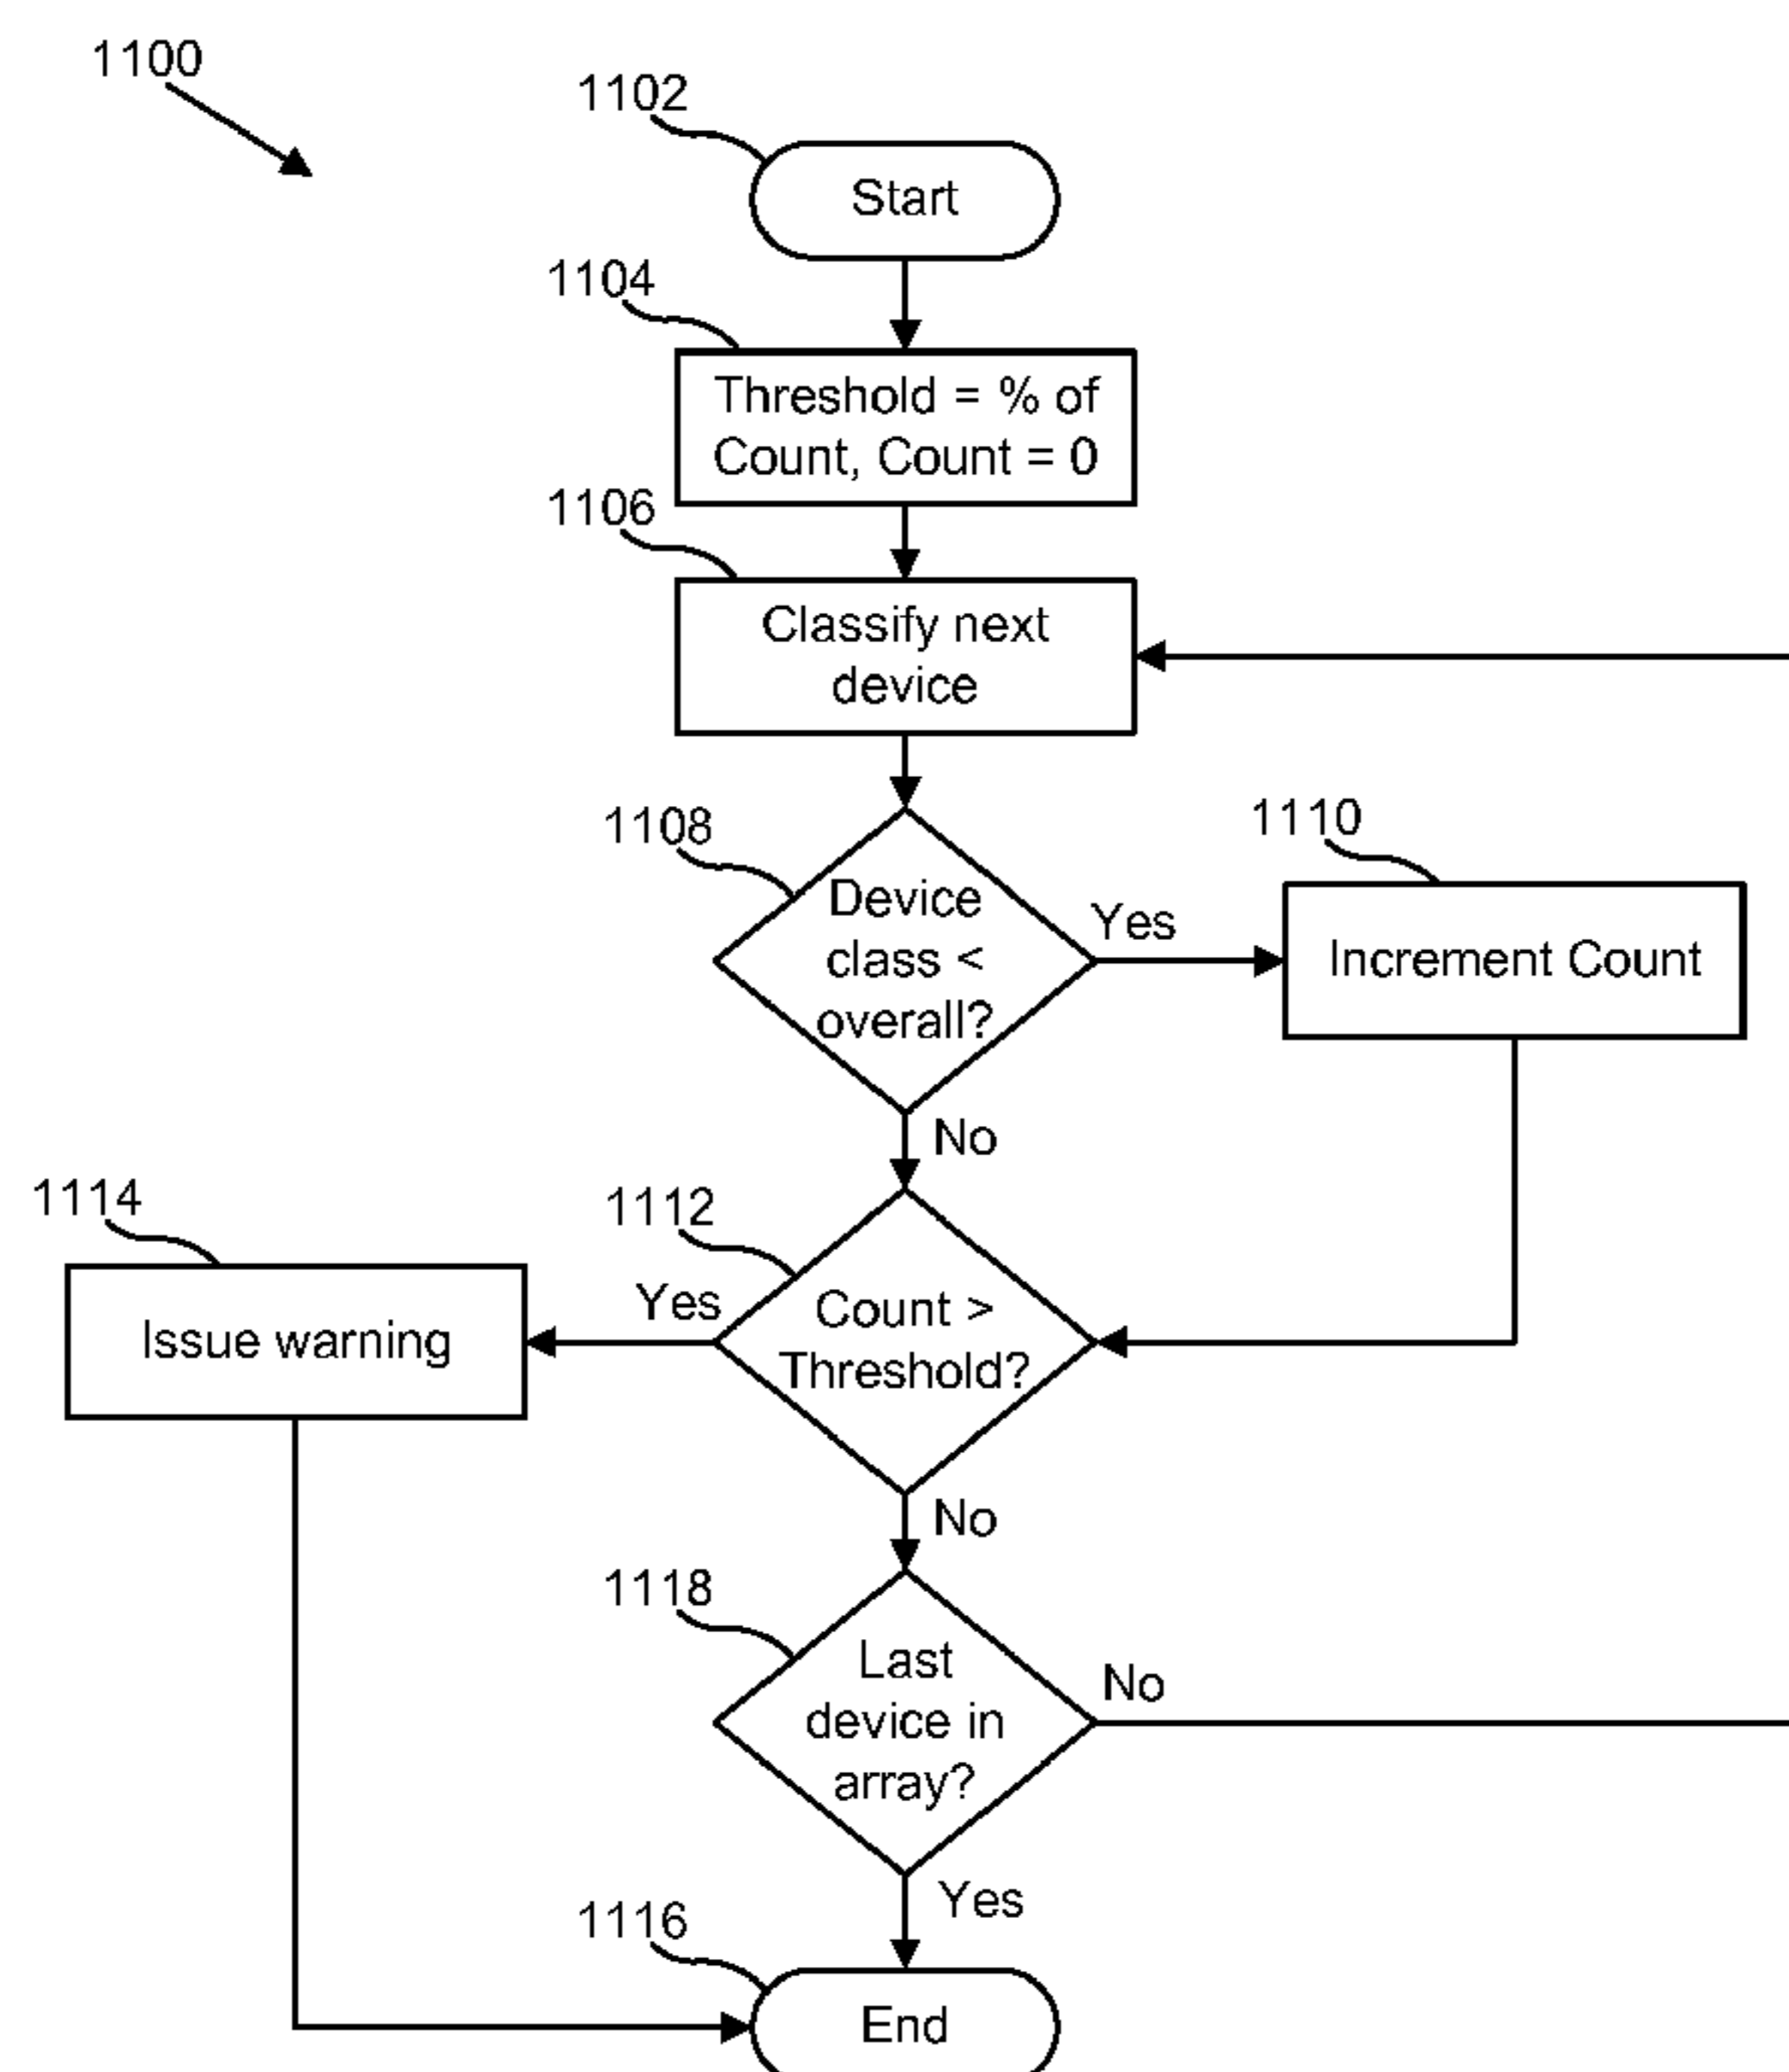 1100
1102
Start
1104
Threshold = % of
Count, Count = 0
1106
Classify next
device
1108
Device
class <
overall?
Yes
1110
Increment Count
No
1114
Issue warning
1112
Yes
Count >
Threshold?
No
1118
Last
device in
array?
No
Yes
1116
End